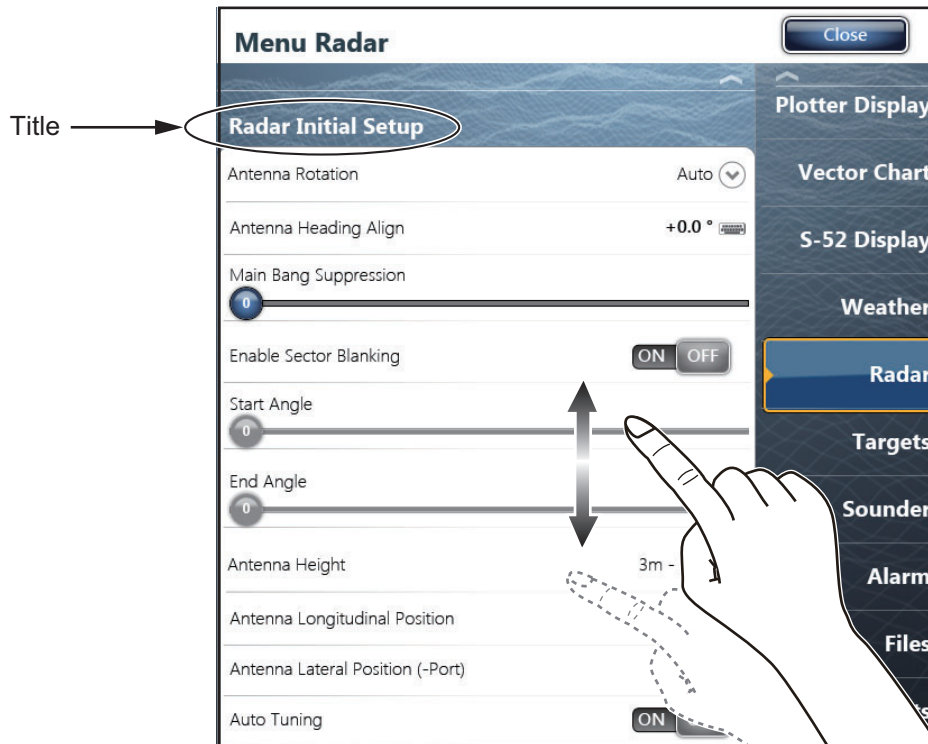 Menu Radar
Close
Title
Radar Initial Setup
Antenna Rotation Auto
Antenna Heading Align +0.0 °
Main Bang Suppression
0
Enable Sector Blanking ON OFF
Start Angle
0
End Angle
0
Antenna Height 3m -
Antenna Longitudinal Position
Antenna Lateral Position (-Port)
Auto Tuning ON
Plotter Display
Vector Chart
S-52 Display
Weather
Radar
Targets
Sounder
Alarm
Files